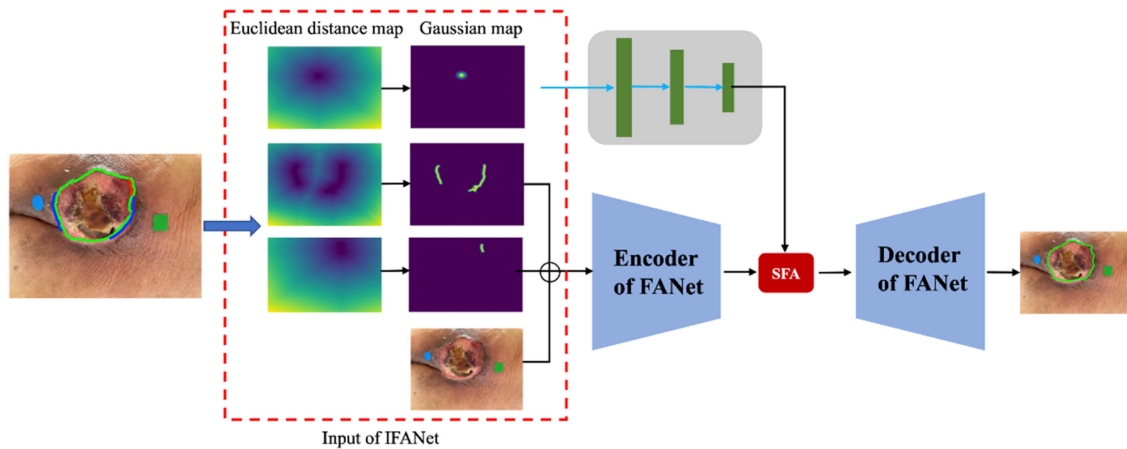 Euclidean distance map
Gaussian map
Encoder
of FANet
SFA
Decoder
of FANet
Input of IFANet